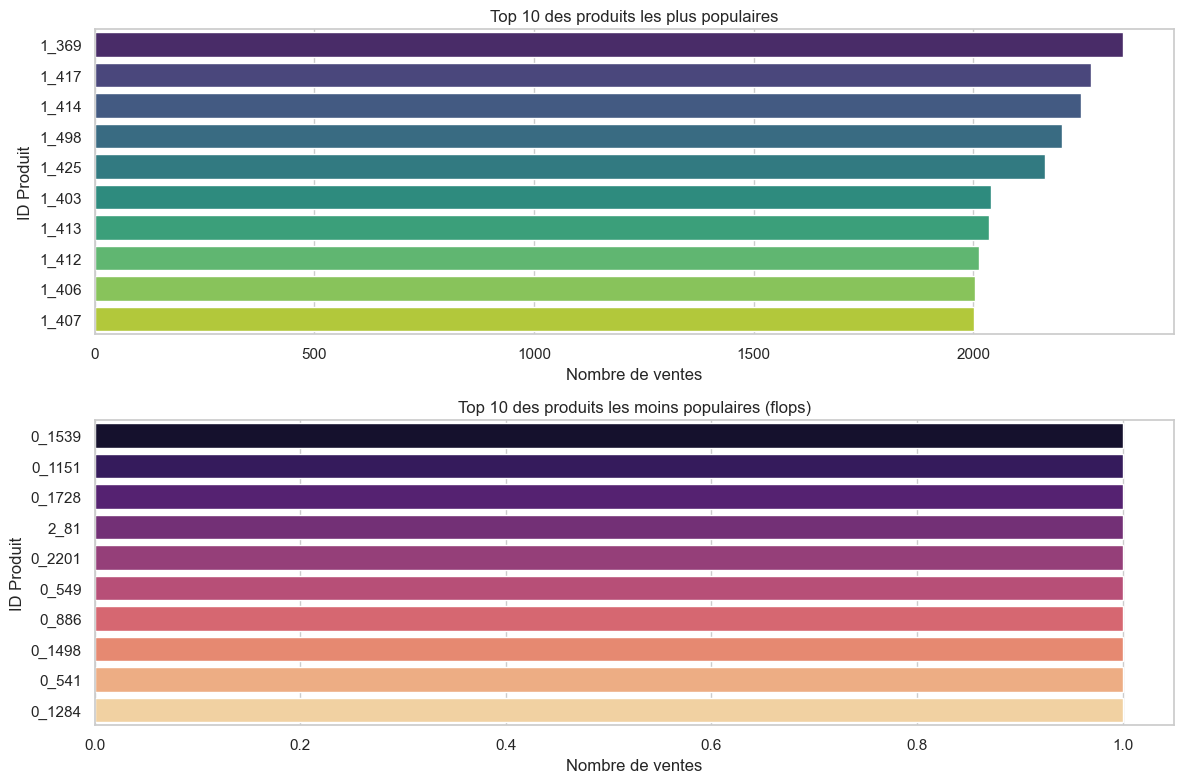 Top 10 des produits les plus populaires
ID Produit
1_369
1_417
1_414
1_498
1_425
1_403
1_413
1_412
1_406
1_407
0 500 1000 1500 2000
Nombre de ventes
Top 10 des produits les moins populaires (flops)
ID Produit
0_1539
0_1151
0_1728
2_81
0_2201
0_549
0_886
0_1498
0_541
0_1284
0.0 0.2 0.4 0.6 0.8 1.0
Nombre de ventes